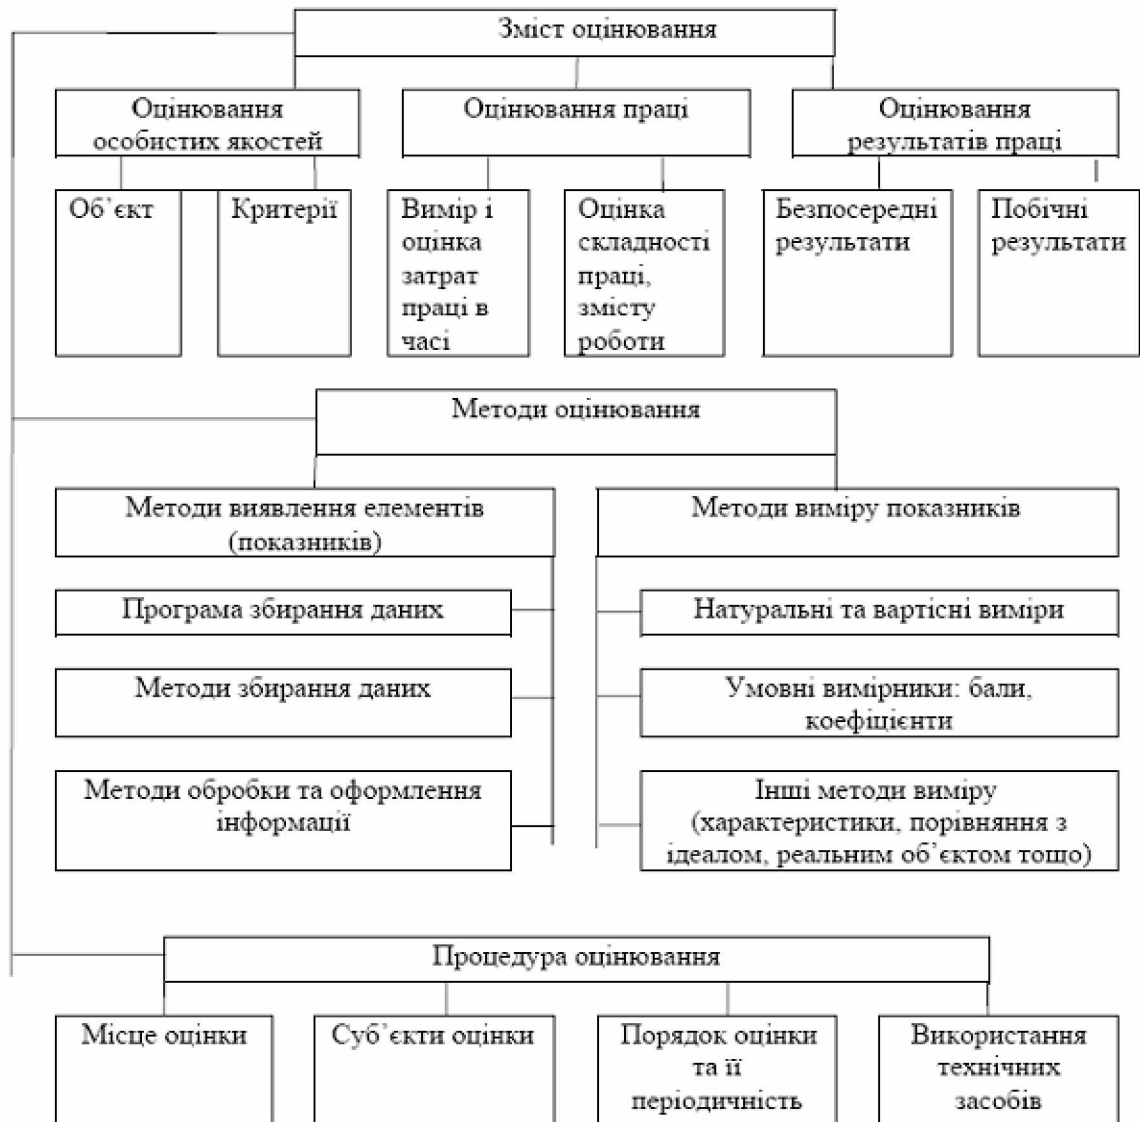 Зміст оцінювання
Оцінювання
особистих якостей
Оцінювання праці
Оцінювання
результатів праці
Об’єкт
Критерії
Вимір і
оцінка
затрат
праці в
часі
Оцінка
складності
праці,
змісту
роботи
Безпосередні
результати
Побічні
результати
Методи оцінювання
Методи виявлення елементів
(показників)
Методи виміру показників
Програма збирання даних
Натуральні та вартісні виміри
Методи збирання даних
Умовні вимірники: бали,
коефіцієнти
Методи обробки та оформлення
інформації
Інші методи виміру
(характеристики, порівняння з
ідеалом, реальним об’єктом тощо)
Процедура оцінювання
Місце оцінки
Суб’єкти оцінки
Порядок оцінки
та її
періодичність
Використання
технічних
засобів